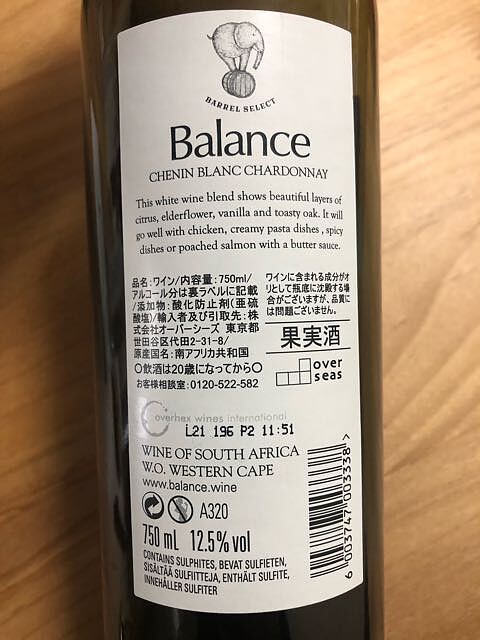 BARREL SELECT
Balance
CHENIN BLANC CHARDONNAY
This white wine blend shows beautiful layers of
citrus, elderflower, vanilla and toasty oak. It will
go well with chicken, creamy pasta dishes , spicy
dishes or poached salmon with a butter sauce.
品名:ワイン/内容量:750ml/
アルコール分は裏ラベルに記載
/添加物:酸化防止剤(亜硫
酸塩)/輸入者及び引取先:株
式会社オーバーシーズ 東京都
世田谷区代田2-31-8/
原産国名:南アフリカ共和国
〇飲酒は20歳になってから〇
お客様相談室:0120-522-582
ワインに含まれる成分がオ
リとして瓶底に沈殿する場
合がございますが、品質に
は問題ございません。
果実酒
over
seas
overhex wines international
L21 196 P2 11:51
WINE OF SOUTH AFRICA
W.O. WESTERN CAPE
www.balance.wine
A320
750 mL 12.5% vol
CONTAINS SULPHITES, BEVAT SULFIETEN,
SISÄLTÄÄ SULFIITTEJA, ENTHÄLT SULFITE,
INNEHÅLLER SULFITER
6 003747 003338 >